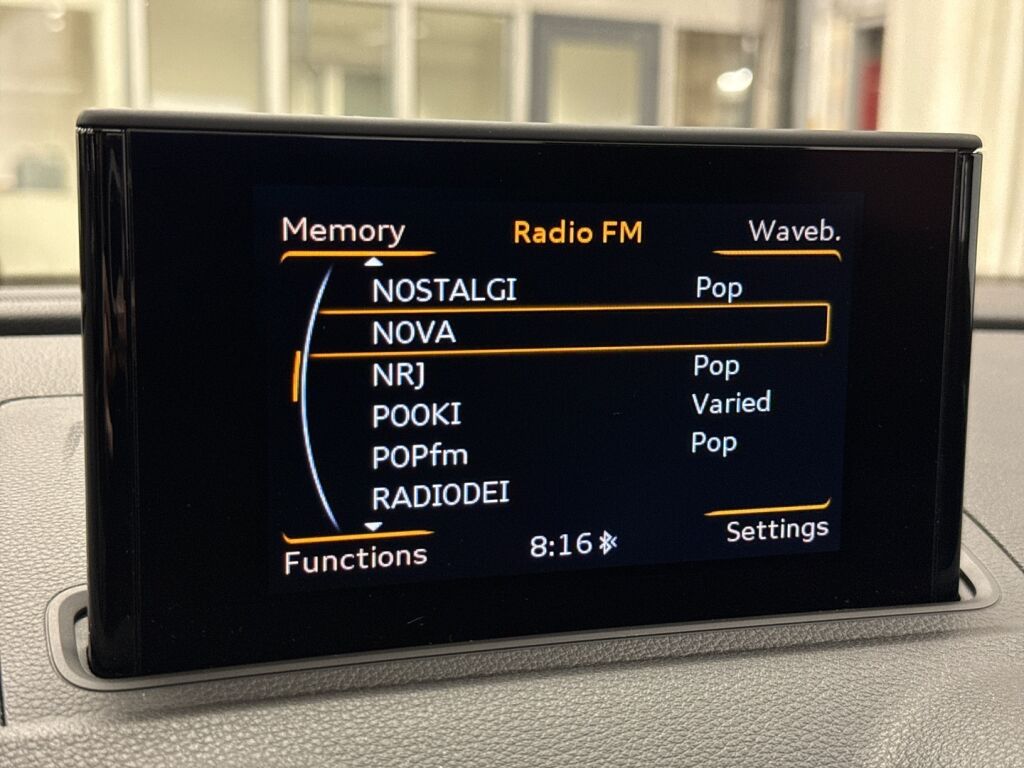 Memory Radio FM Waveb.
NOSTALGI Pop
NOVA
NRJ Pop
POOKI Varied
POPfm Pop
RADIODEI
Functions 8:16 Settings